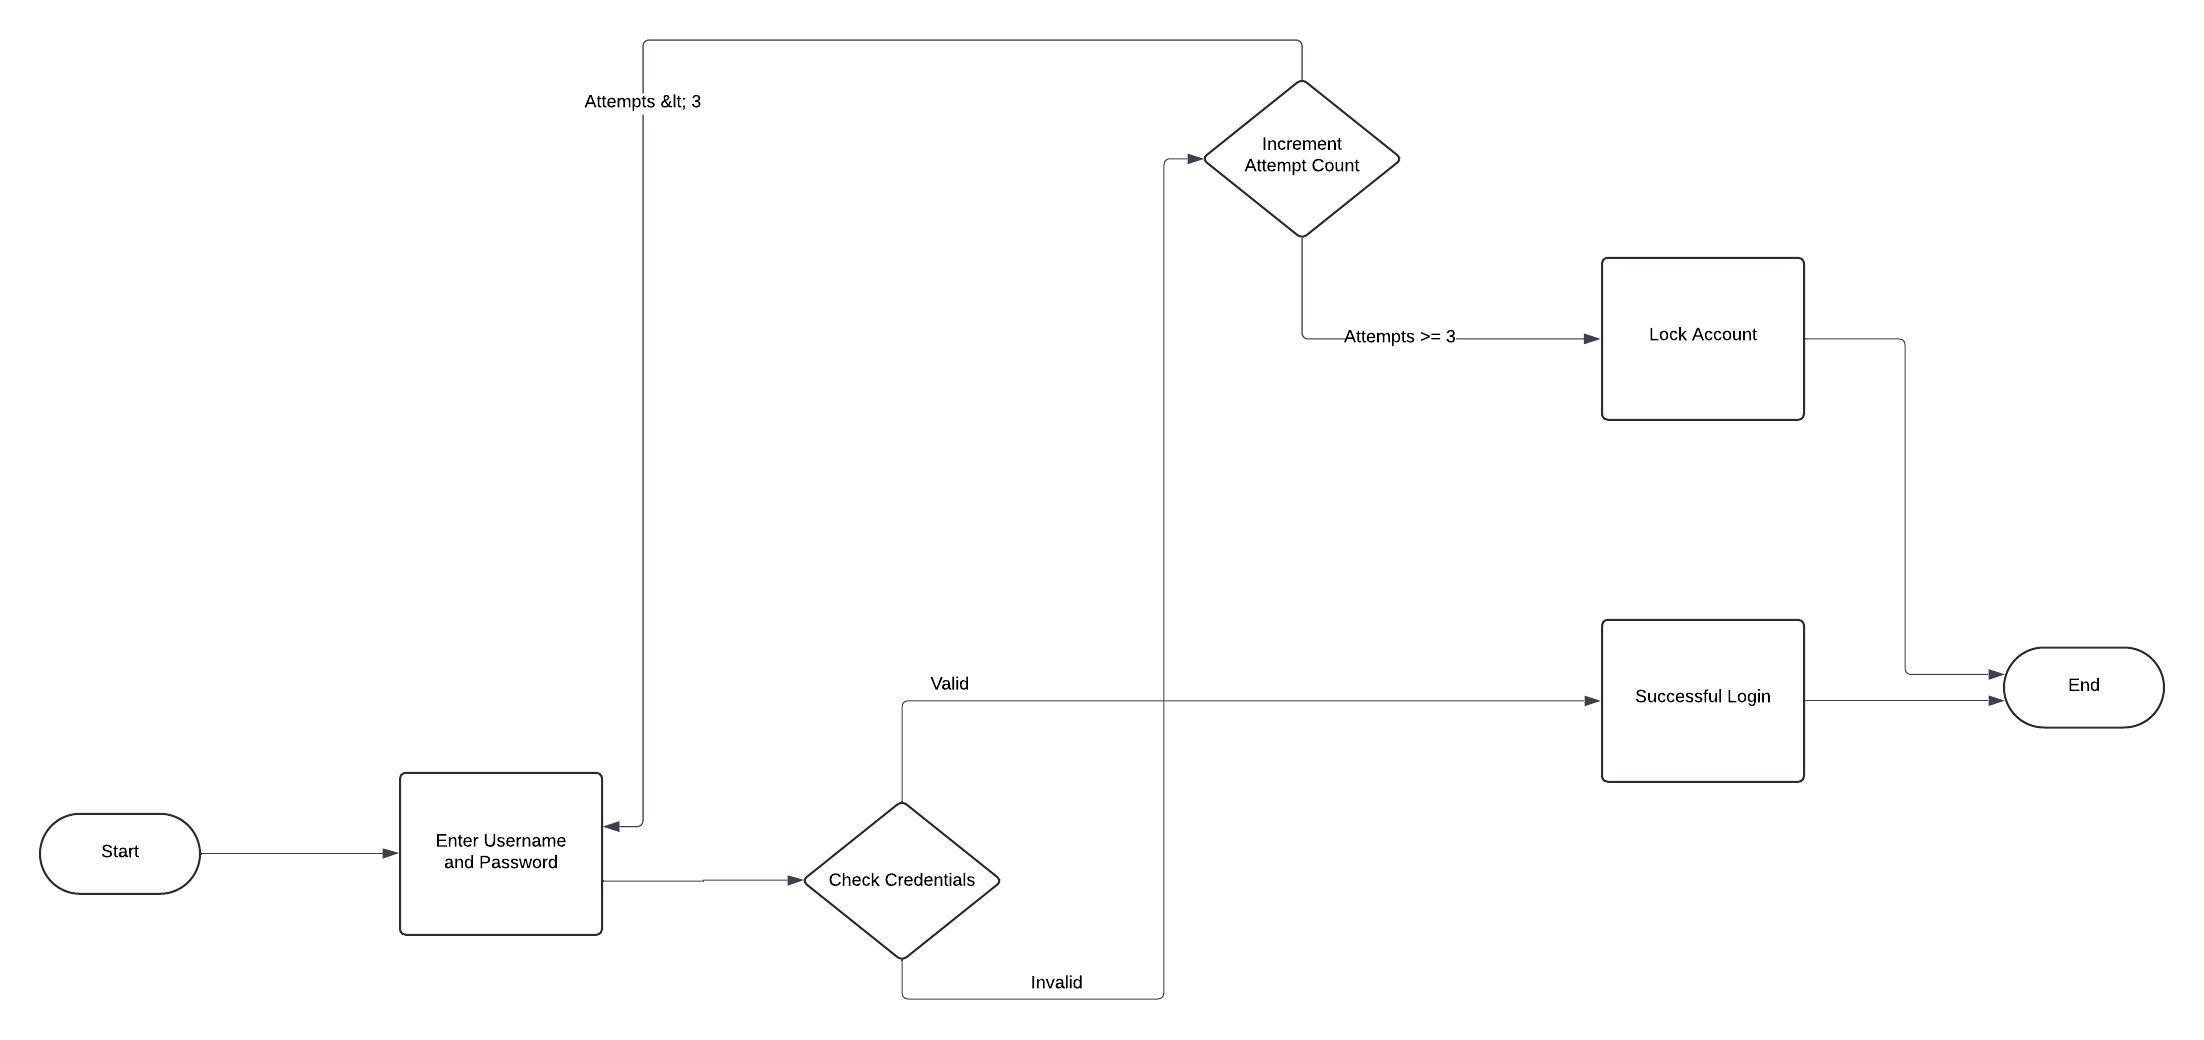 Attempts &lt; 3
Increment
Attempt Count
Attempts >= 3
Lock Account
Valid
Successful Login
End
Start
Enter Username
and Password
Check Credentials
Invalid